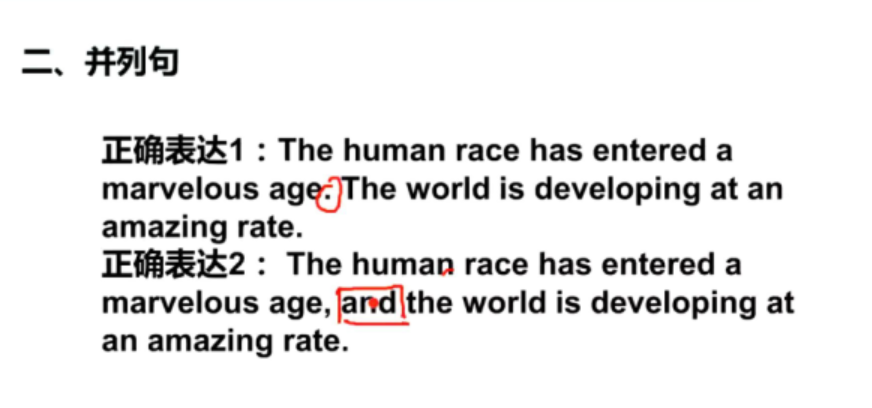 二、并列句
正确表达1：The human race has entered a
marvelous age. The world is developing at an
amazing rate.
正确表达2： The human race has entered a
marvelous age, and the world is developing at
an amazing rate.